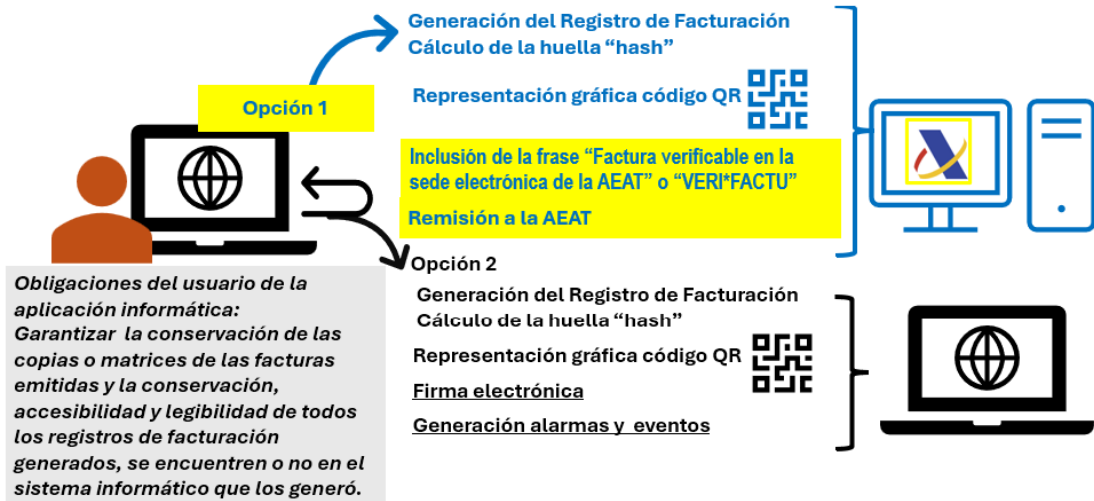 Opción 1
Generación del Registro de Facturación
Cálculo de la huella “hash”
Representación gráfica código QR
Inclusión de la frase “Factura verificable en la
sede electrónica de la AEAT” o “VERI*FACTU”
Remisión a la AEAT
Opción 2
Generación del Registro de Facturación
Cálculo de la huella “hash”
Representación gráfica código QR
Firma electrónica
Generación alarmas y eventos
Obligaciones del usuario de la
aplicación informática:
Garantizar la conservación de las
copias o matrices de las facturas
emitidas y la conservación,
accesibilidad y legibilidad de todos
los registros de facturación
generados, se encuentren o no en el
sistema informático que los generó.